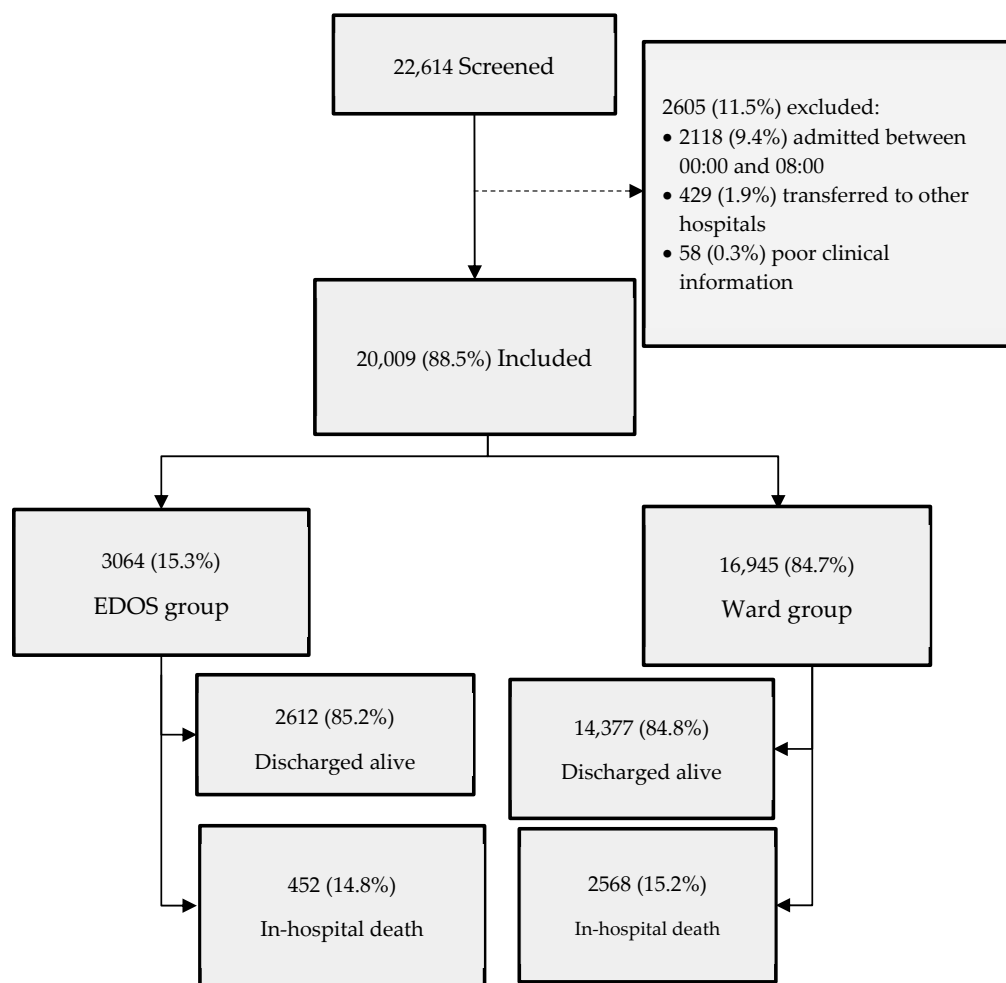 22,614 Screened
2605 (11.5%) excluded:
• 2118 (9.4%) admitted between
00:00 and 08:00
• 429 (1.9%) transferred to other
hospitals
• 58 (0.3%) poor clinical
information
20,009 (88.5%) Included
3064 (15.3%)
EDOS group
16,945 (84.7%)
Ward group
2612 (85.2%)
Discharged alive
14,377 (84.8%)
Discharged alive
452 (14.8%)
In-hospital death
2568 (15.2%)
In-hospital death